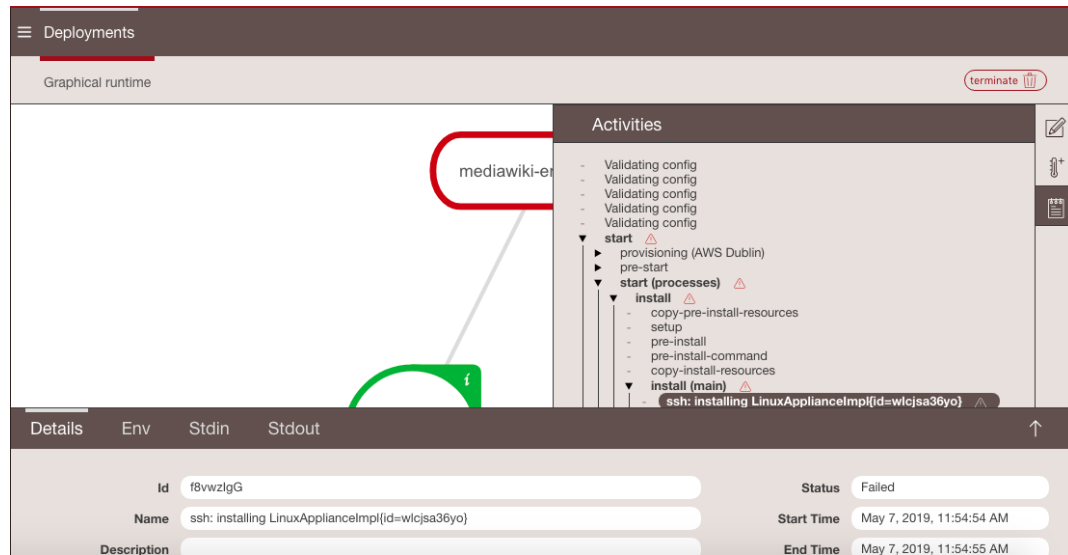 Deployments
Graphical runtime
terminate
mediawiki-er
Activities
- Validating config
- Validating config
- Validating config
- Validating config
- Validating config
start
provisioning (AWS Dublin)
pre-start
start (processes)
install
- copy-pre-install-resources
- setup
- pre-install
- pre-install-command
- copy-install-resources
install (main)
- ssh: installing LinuxApplianceImpl{id=wlcjsa36yo}
i
Details Env Stdin Stdout
Id f8vwzlgG Status Failed
Name ssh: installing LinuxApplianceImpl{id=wlcjsa36yo} Start Time May 7, 2019, 11:54:54 AM
Description End Time May 7, 2019, 11:54:55 AM